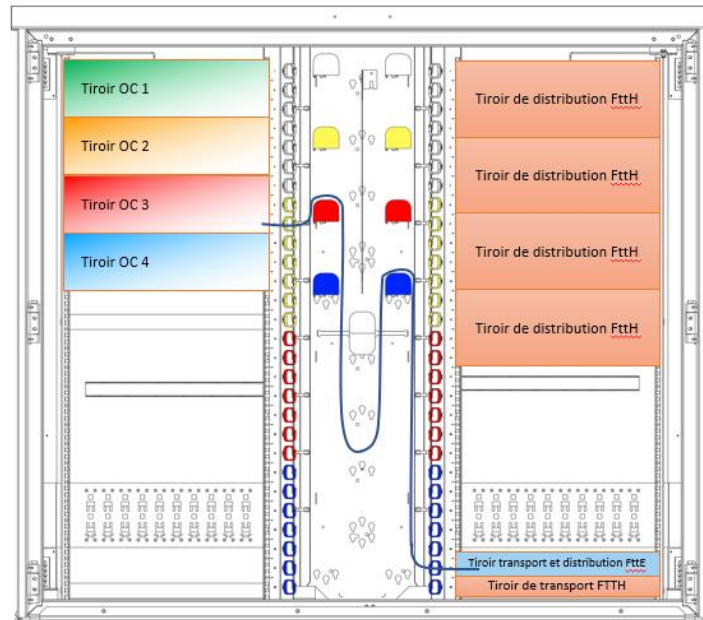 Tiroir OC 1
Tiroir OC 2
Tiroir OC 3
Tiroir OC 4
Tiroir de distribution FttH
Tiroir de distribution FttH
Tiroir de distribution FttH
Tiroir de distribution FttH
Tiroir transport et distribution FttE
Tiroir de transport FTTH